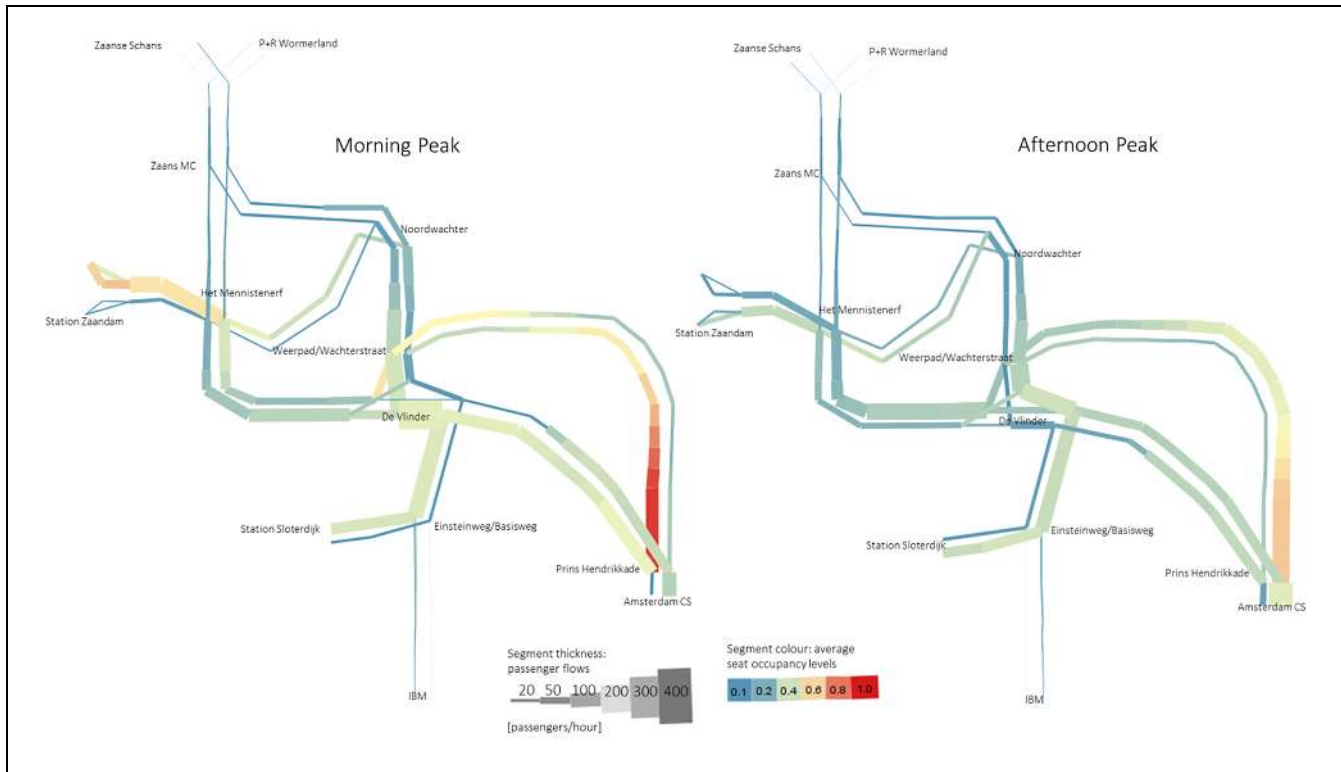 Zaanse Schans
P+R Wormerland
Morning Peak
Zaans MC
Noordwachter
Het Mennistenerf
Station Zaandam
Weerpad/Wachterstraat
De Vlinder
Station Sloterdijk
Einsteinweg/Basisweg
Prins Hendrikkade
Amsterdam CS
IBM
Zaanse Schans
P+R Wormerland
Afternoon Peak
Zaans MC
Noordwachter
Het Mennistenerf
Station Zaandam
Weerpad/Wachterstraat
De Vlinder
Einsteinweg/Basisweg
Station Sloterdijk
Prins Hendrikkade
Amsterdam CS
IBM
Segment thickness:
passenger flows
20 50 100 200 300 400
[passengers/hour]
Segment colour: average
seat occupancy levels
0.1 0.2 0.4 0.6 0.8 1.0